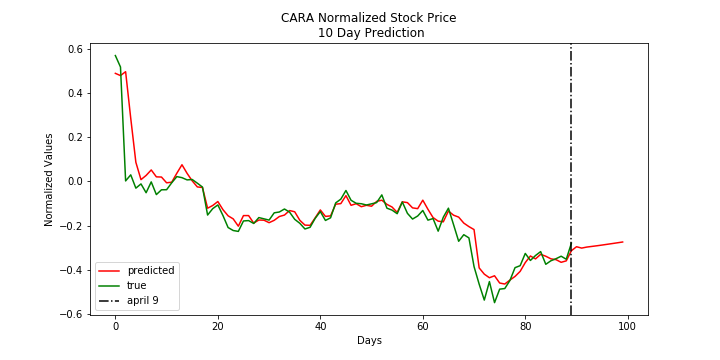 CARA Normalized Stock Price
10 Day Prediction
Normalized Values
0.6
0.4
0.2
0.0
−0.2
−0.4
−0.6
predicted
true
april 9
0
20
40
60
80
100
Days